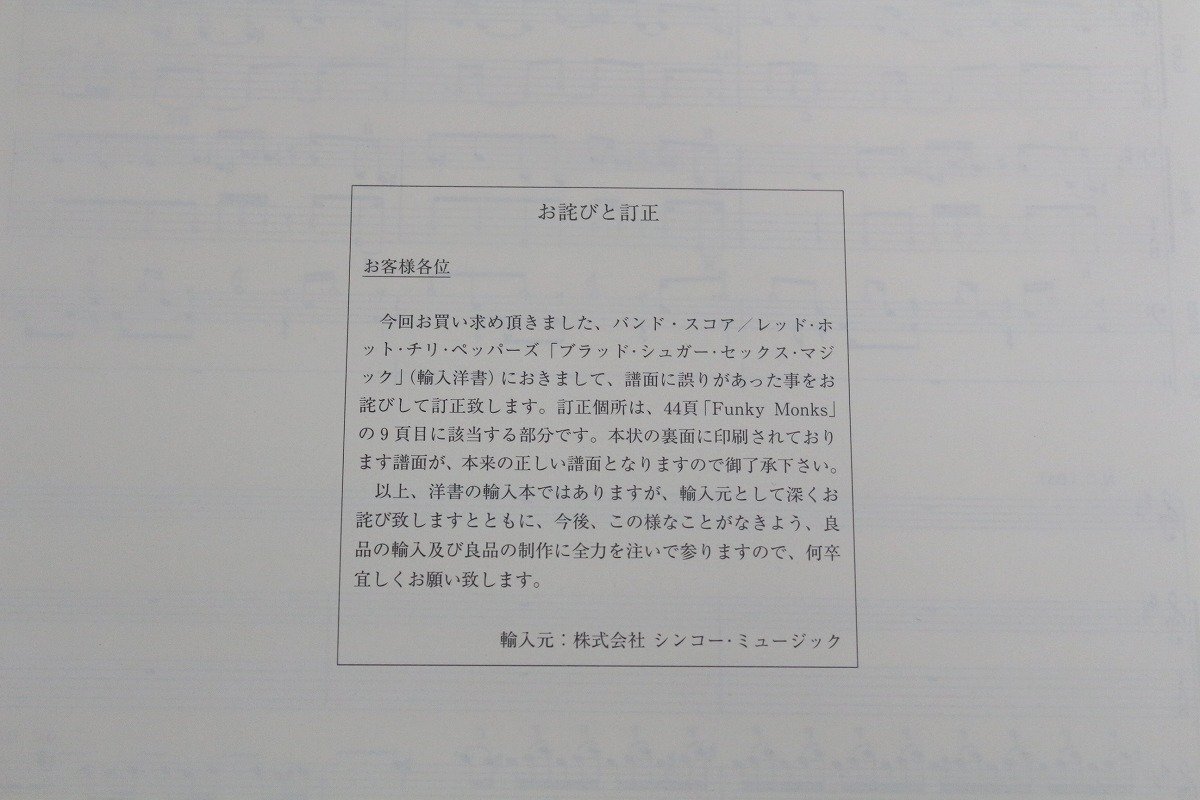 お詫びと訂正
お客様各位
今回お買い求め頂きました、バンド・スコア／レッド・ホ
ット・チリ・ペッパーズ「ブラッド・シュガー・セックス・マジ
ック」（輸入洋書）におきまして、譜面に誤りがあった事をお
詫びして訂正致します。訂正個所は、44頁「Funky Monks」
の９頁目に該当する部分です。本状の裏面に印刷されており
ます譜面が、本来の正しい譜面となりますので御了承下さい。
以上、洋書の輸入本ではありますが、輸入元として深くお
詫び致しますとともに、今後、この様なことがなきよう、良
品の輸入及び良品の制作に全力を注いで参りますので、何卒
宜しくお願い致します。
輸入元：株式会社 シンコー・ミュージック